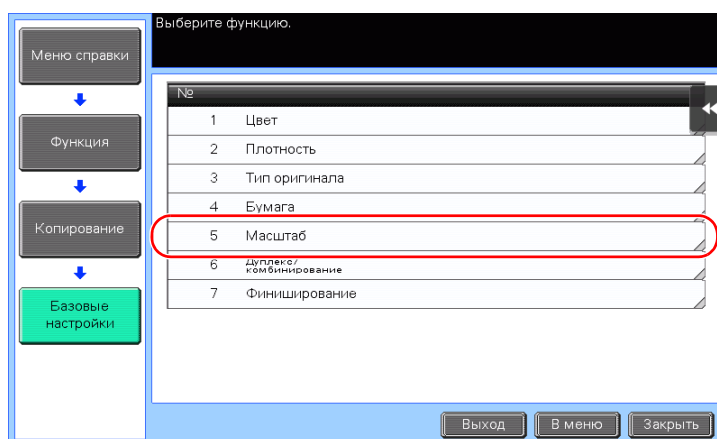 Выберите функцию.
Меню справки
Функция
Копирование
Базовые
настройки
№
1 Цвет
2 Плотность
3 Тип оригинала
4 Бумага
5 Масштаб
6 Дуплекс/
комбинирование
7 Финиширование
Выход В меню Закрыть